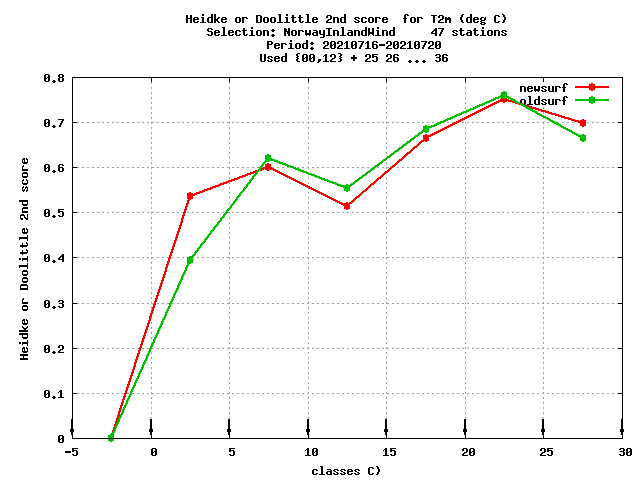 Heidke or Doolittle 2nd score  for T2m (deg C)
Selection: NorwayInlandWind     47 stations
Period: 20210716-20210720
Used {00,12} + 25 26 ... 36
newsurf
oldsurf
Heidke or Doolittle 2nd score
0.8
0.7
0.6
0.5
0.4
0.3
0.2
0.1
0
-5 0 5 10 15 20 25 30
classes C)